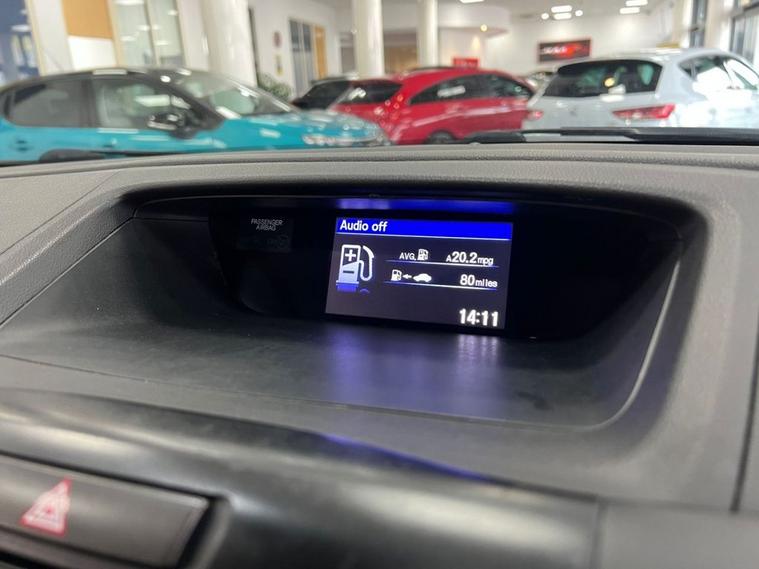 Audio off
PASSENGER
AIRBAG
AVG. A20.2mpg
80miles
14:11